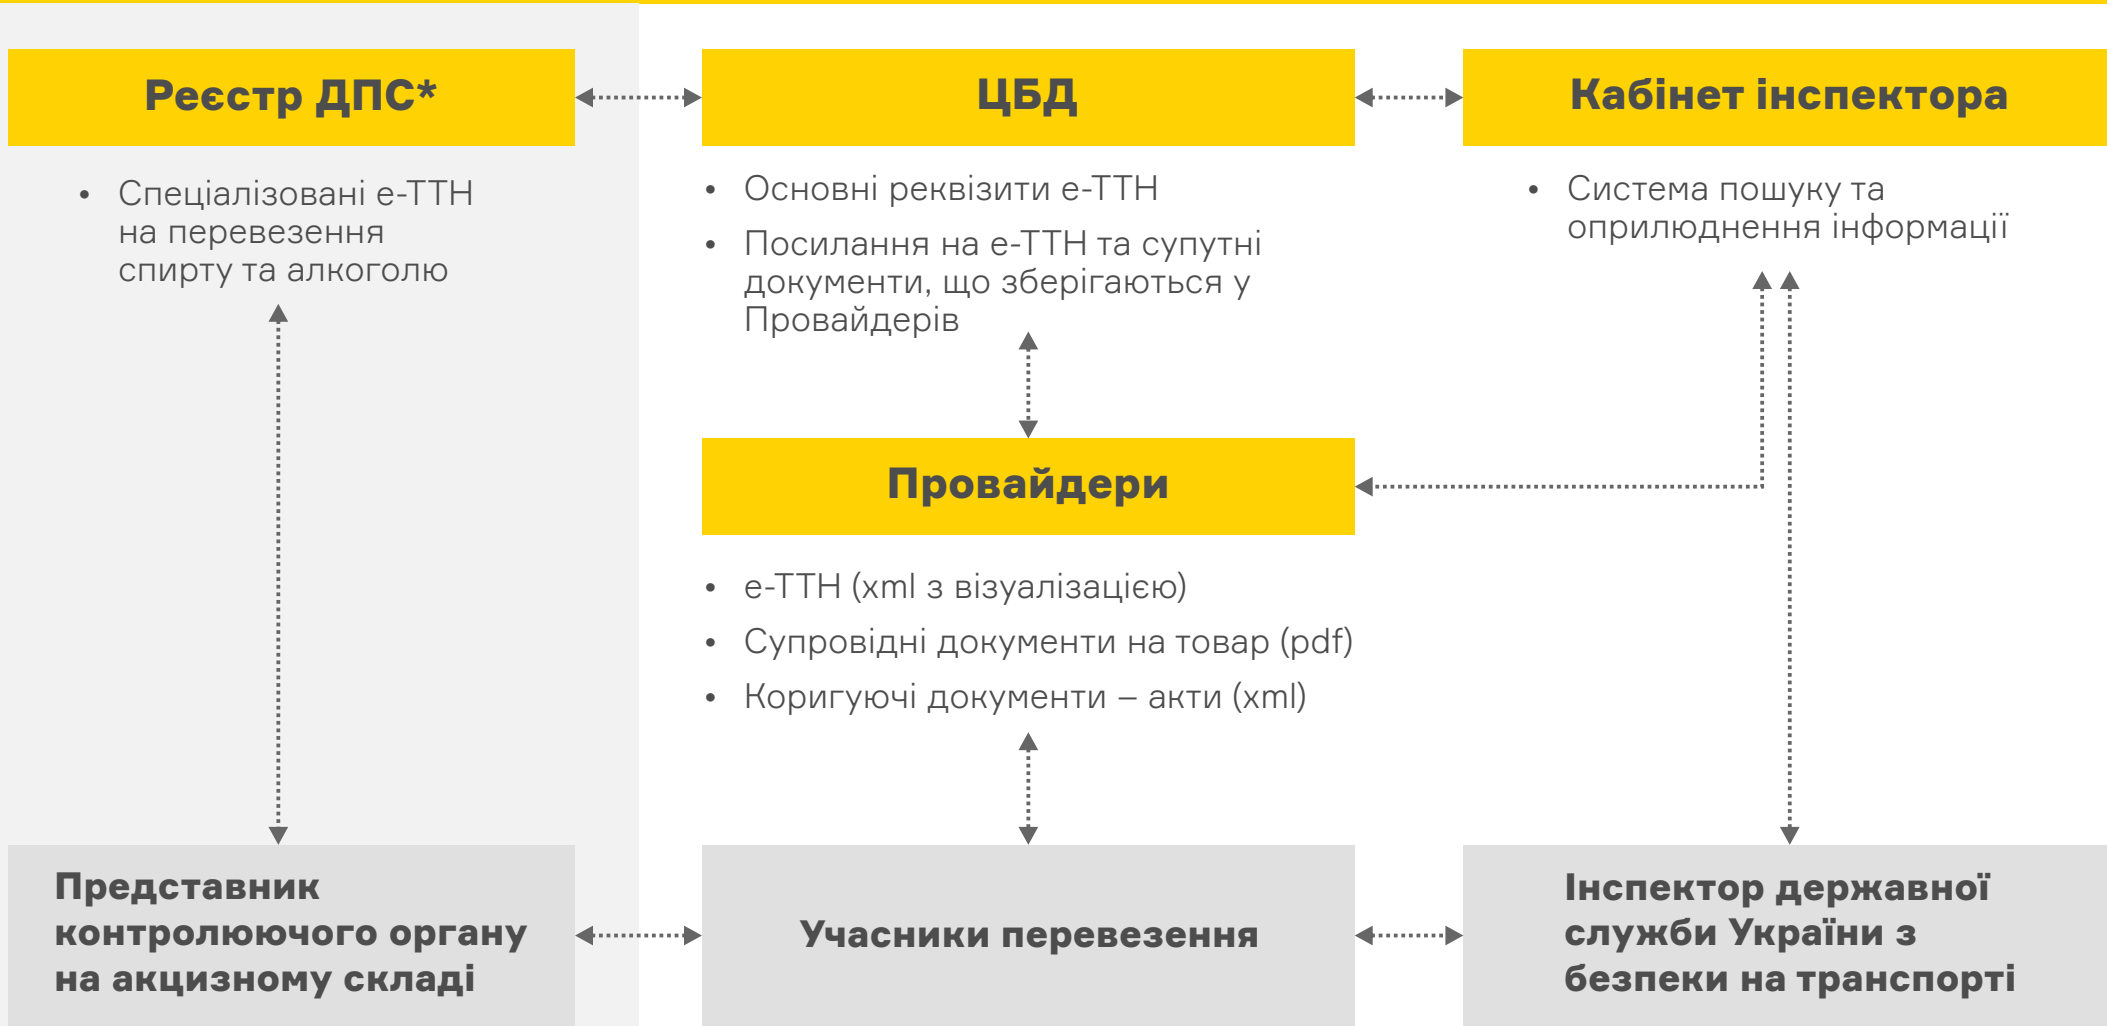 Реєстр ДПС*
• Спеціалізовані е-ТТН
на перевезення
спирту та алкоголю
ЦБД
• Основні реквізити е-ТТН
• Посилання на е-ТТН та супутні
документи, що зберігаються у
Провайдерів
Кабінет інспектора
• Система пошуку та
оприлюднення інформації
Провайдери
• е-ТТН (xml з візуалізацією)
• Супровідні документи на товар (pdf)
• Коригуючі документи – акти (xml)
Представник
контролюючого органу
на акцизному складі
Учасники перевезення
Інспектор державної
служби України з
безпеки на транспорті